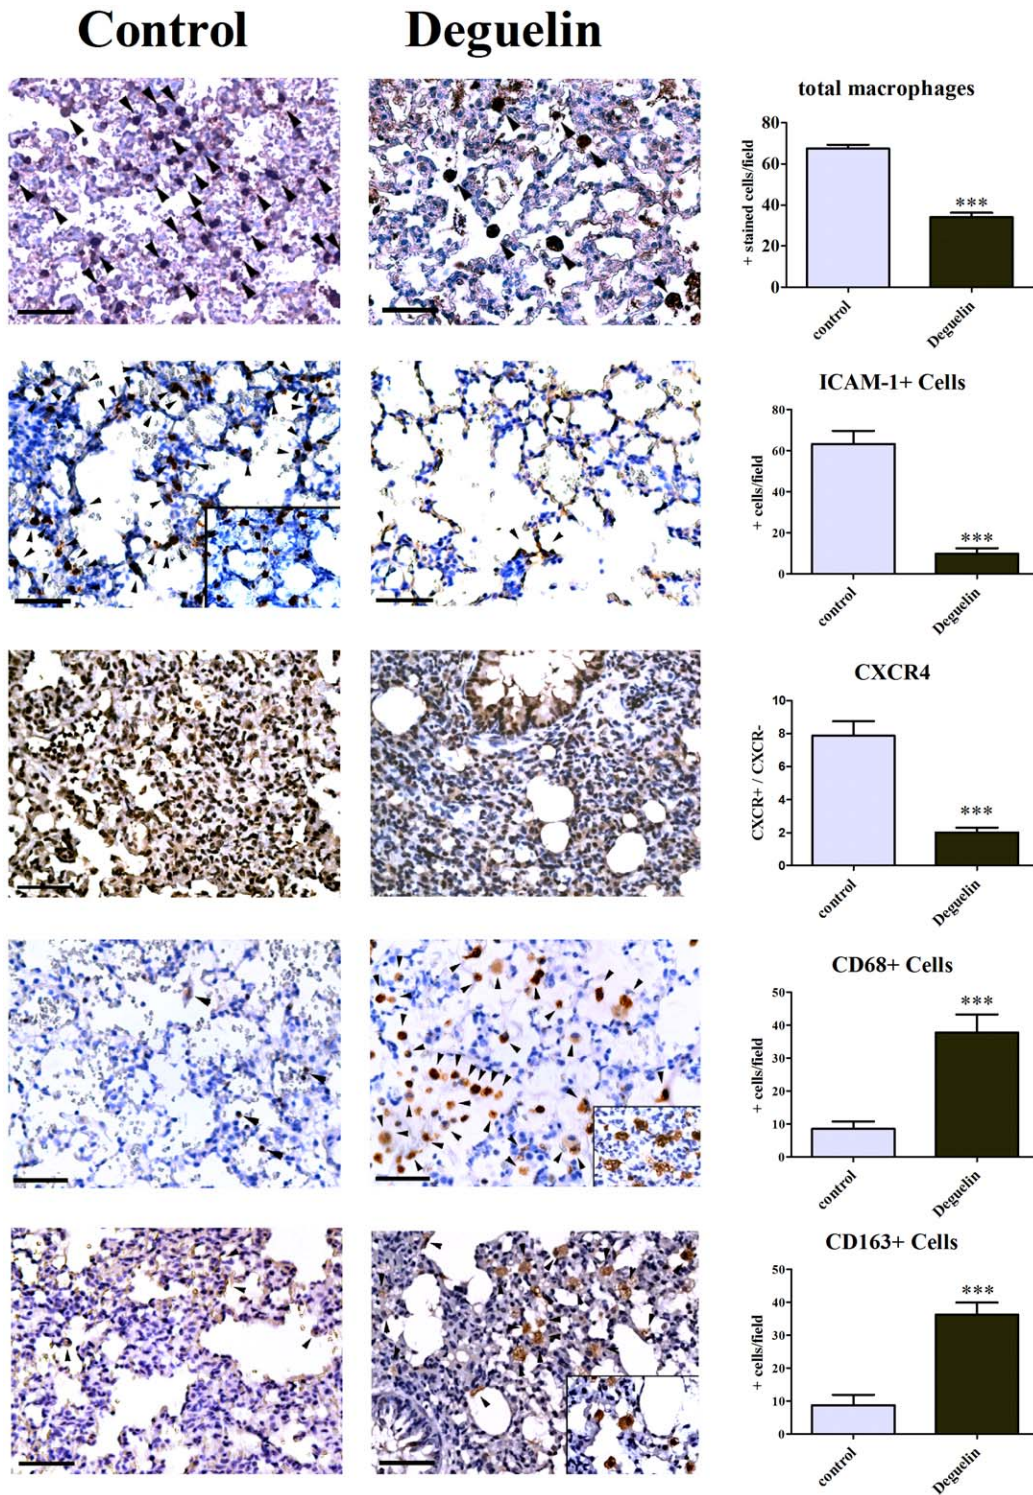 Control Deguelin
total macrophages
+ stained cells/field
80
60
40
20
0
***
control Deguelin
ICAM-1+ Cells
+ cells/field
80
60
40
20
0
***
control Deguelin
CXCR4
CXCR+ / CXCR-
10
8
6
4
2
0
***
control Deguelin
CD68+ Cells
+ cells/field
50
40
30
20
10
0
***
control Deguelin
CD163+ Cells
+ cells/field
50
40
30
20
10
0
***
control Deguelin